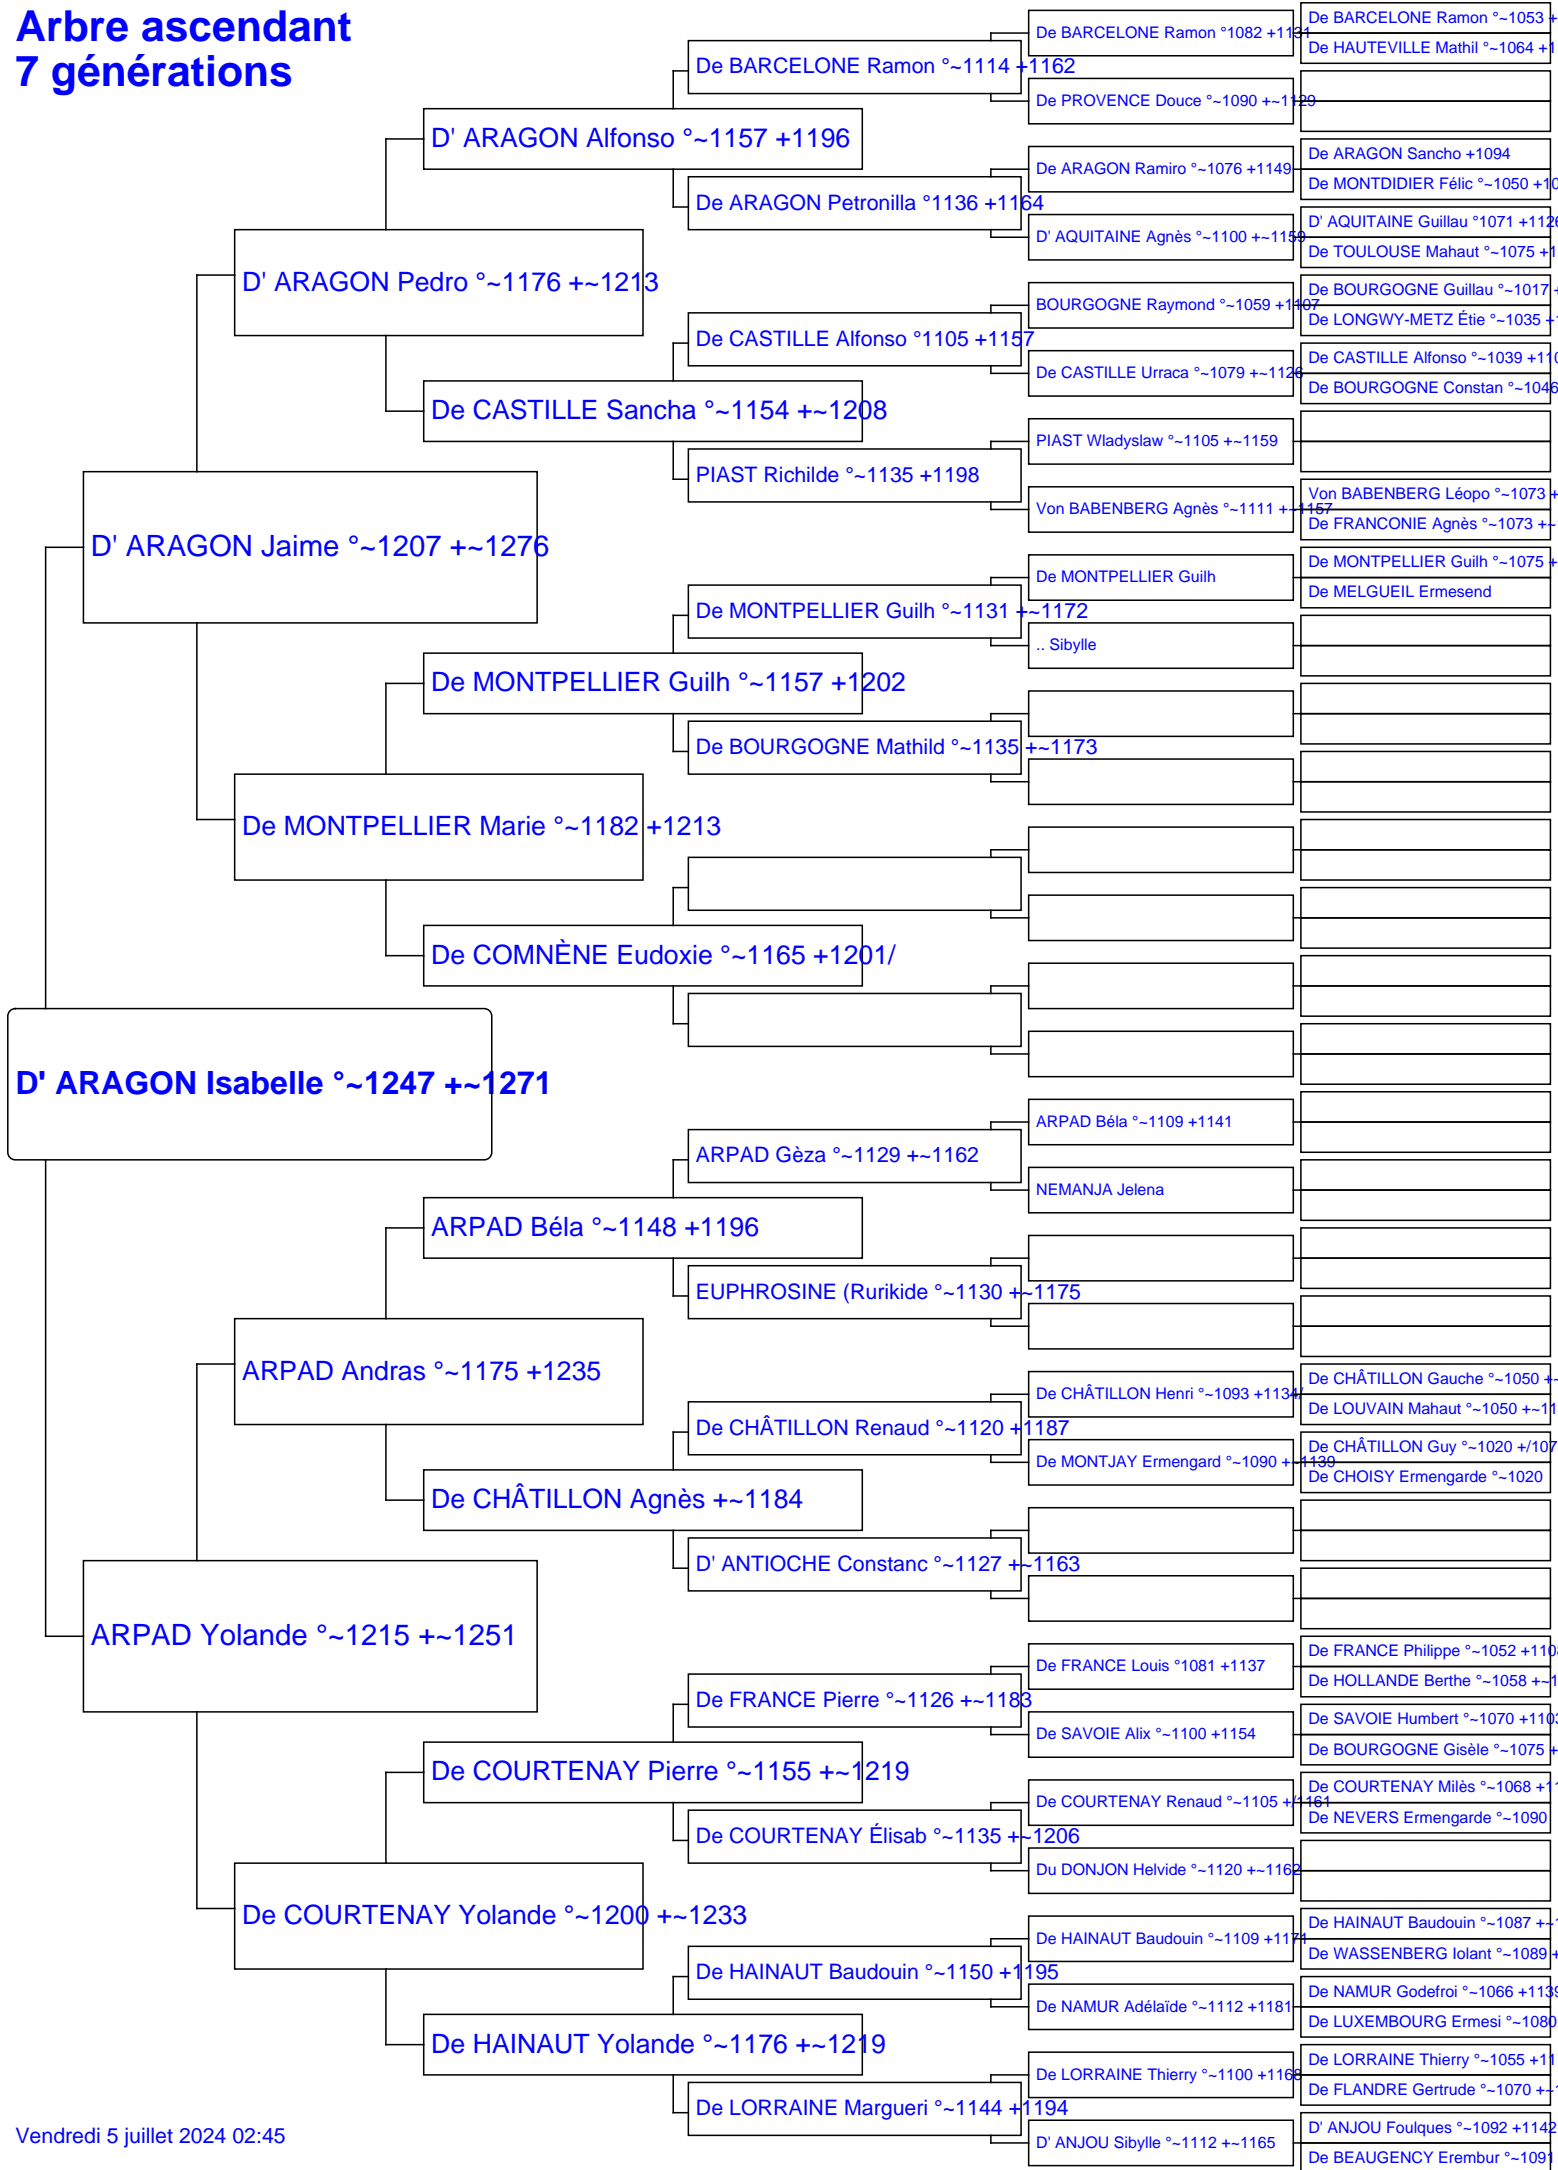 Arbre ascendant
7 générations
D' ARAGON Isabelle °~1247 +~1271
D' ARAGON Jaime °~1207 +~1276
ARPAD Yolande °~1215 +~1251
D' ARAGON Pedro °~1176 +~1213
De MONTPELLIER Marie °~1182 +1213
ARPAD Andras °~1175 +1235
De COURTENAY Yolande °~1200 +~1233
D' ARAGON Alfonso °~1157 +1196
De CASTILLE Sancha °~1154 +~1208
De MONTPELLIER Guilh °~1157 +1202
De COMNÈNE Eudoxie °~1165 +1201/
ARPAD Béla °~1148 +1196
De CHÂTILLON Agnès +~1184
De COURTENAY Pierre °~1155 +~1219
De HAINAUT Yolande °~1176 +~1219
De BARCELONE Ramon °~1114 +1162
De ARAGON Petronilla °1136 +1164
De CASTILLE Alfonso °1105 +1157
PIAST Richilde °~1135 +1198
De MONTPELLIER Guilh °~1131 +~1172
De BOURGOGNE Mathild °~1135 +~1173
ARPAD Gèza °~1129 +~1162
EUPHROSINE (Rurikide °~1130 +~1175
De CHÂTILLON Renaud °~1120 +1187
D' ANTIOCHE Constanc °~1127 +~1163
De FRANCE Pierre °~1126 +~1183
De COURTENAY Élisab °~1135 +~1206
De HAINAUT Baudouin °~1150 +1195
De LORRAINE Margueri °~1144 +1194
De BARCELONE Ramon °1082 +1131
De PROVENCE Douce °~1090 +~1129
De ARAGON Ramiro °~1076 +1149
D' AQUITAINE Agnès °~1100 +~1159
BOURGOGNE Raymond °~1059 +1107
De CASTILLE Urraca °~1079 +~1126
PIAST Wladyslaw °~1105 +~1159
Von BABENBERG Agnès °~1111 +~1157
De MONTPELLIER Guilh
.. Sibylle
ARPAD Béla °~1109 +1141
NEMANJA Jelena
De CHÂTILLON Henri °~1093 +1134/
De MONTJAY Ermengard °~1090 +~1139
De FRANCE Louis °1081 +1137
De SAVOIE Alix °~1100 +1154
De COURTENAY Renaud °~1105 +/1161
Du DONJON Helvide °~1120 +~1162
De HAINAUT Baudouin °~1109 +1171
De NAMUR Adélaïde °~1112 +1181
De LORRAINE Thierry °~1100 +1168
D' ANJOU Sibylle °~1112 +~1165
De BARCELONE Ramon °~1053 +
De HAUTEVILLE Mathil °~1064 +1
De ARAGON Sancho +1094
De MONTDIDIER Félic °~1050 +10
D' AQUITAINE Guillau °1071 +1126
De TOULOUSE Mahaut °~1075 +1
De BOURGOGNE Guillau °~1017 +
De LONGWY-METZ Étie °~1035 +1
De CASTILLE Alfonso °~1039 +110
De BOURGOGNE Constan °~1046
Von BABENBERG Léopo °~1073 +
De FRANCONIE Agnès °~1073 +~
De MONTPELLIER Guilh °~1075 +
De MELGUEIL Ermesend
De CHÂTILLON Gauche °~1050 +~
De LOUVAIN Mahaut °~1050 +~11
De CHÂTILLON Guy °~1020 +/107
De CHOISY Ermengarde °~1020
De FRANCE Philippe °~1052 +1108
De HOLLANDE Berthe °~1058 +~1
De SAVOIE Humbert °~1070 +1103
De BOURGOGNE Gisèle °~1075 +
De COURTENAY Milès °~1068 +1
De NEVERS Ermengarde °~1090
De HAINAUT Baudouin °~1087 +~
De WASSENBERG Iolant °~1089 +
De NAMUR Godefroi °~1066 +1139
De LUXEMBOURG Ermesi °~1080
De LORRAINE Thierry °~1055 +11
De FLANDRE Gertrude °~1070 +~
D' ANJOU Foulques °~1092 +1142
De BEAUGENCY Erembur °~1091
Vendredi 5 juillet 2024 02:45